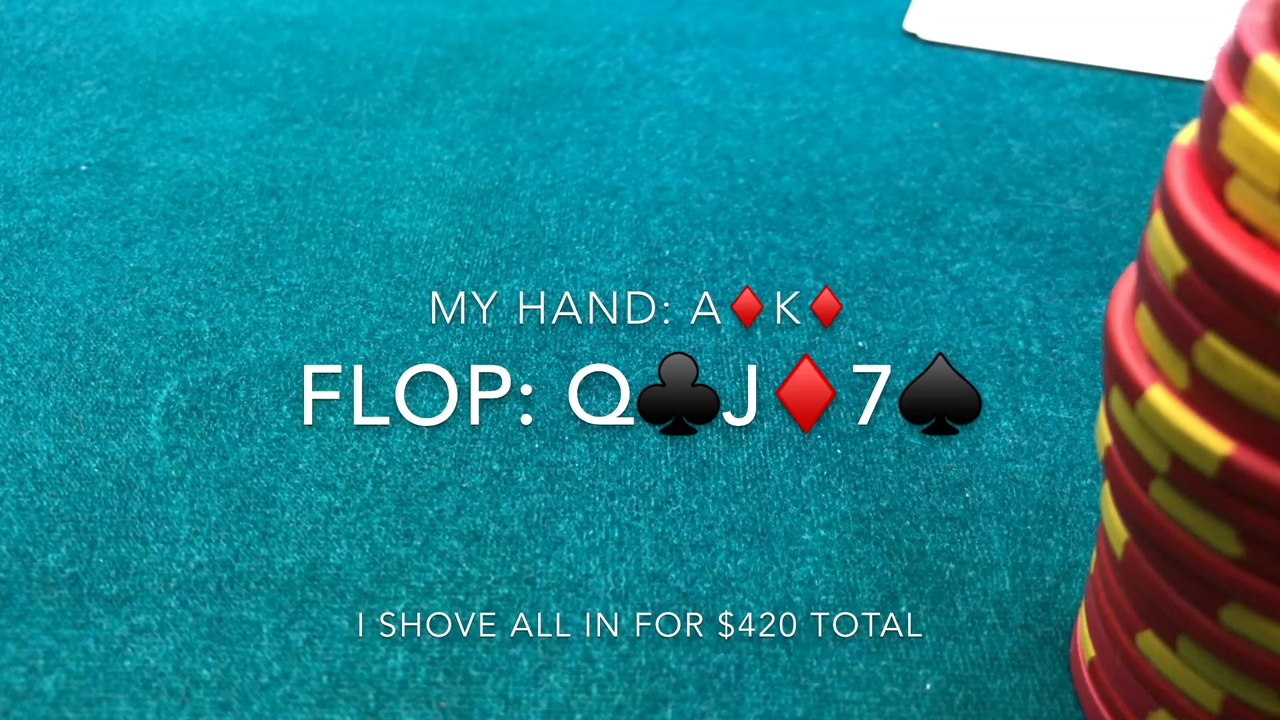 MY HAND: A♦️K♦️
FLOP: Q♣️J♦️7♠️
I SHOVE ALL IN FOR $420 TOTAL